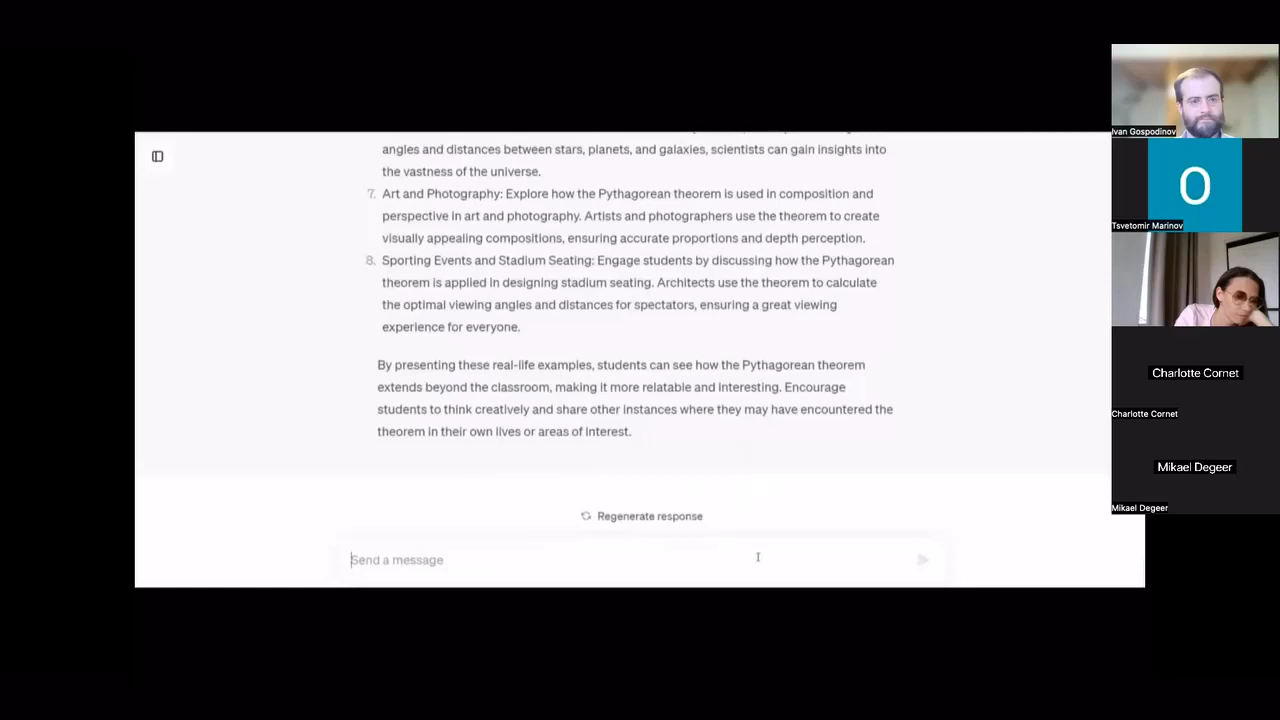 angles and distances between stars, planets, and galaxies, scientists can gain insights into
the vastness of the universe.
7. Art and Photography: Explore how the Pythagorean theorem is used in composition and
perspective in art and photography. Artists and photographers use the theorem to create
visually appealing compositions, ensuring accurate proportions and depth perception.
8. Sporting Events and Stadium Seating: Engage students by discussing how the Pythagorean
theorem is applied in designing stadium seating. Architects use the theorem to calculate
the optimal viewing angles and distances for spectators, ensuring a great viewing
experience for everyone.
By presenting these real-life examples, students can see how the Pythagorean theorem
extends beyond the classroom, making it more relatable and interesting. Encourage
students to think creatively and share other instances where they may have encountered the
theorem in their own lives or areas of interest.
Regenerate response
Send a message
Ivan Gospodinov
O
Tsvetomir Marinov
Charlotte Cornet
Charlotte Cornet
Mikael Degeer
Mikael Degeer